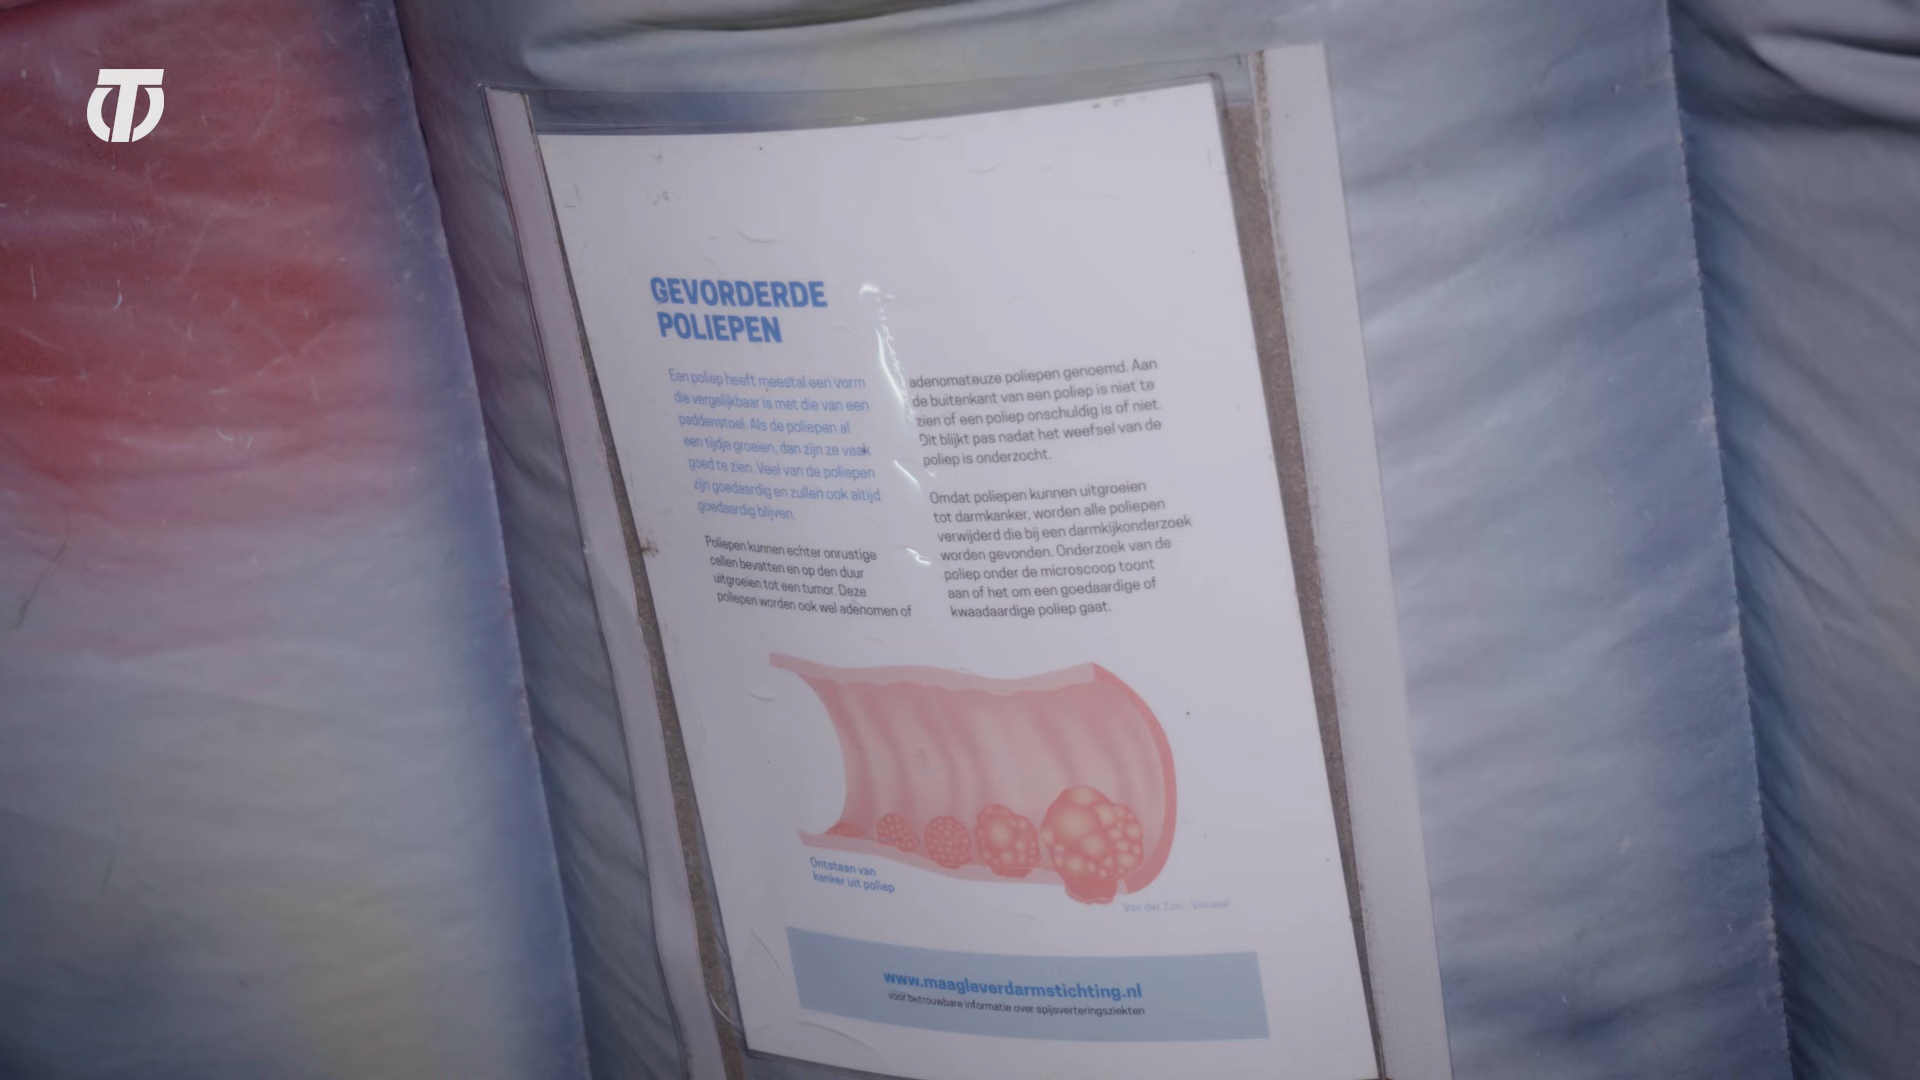 GEVORDERDE
POLIEPEN
Een poliep heeft meestal een vorm
die vergelijkbaar is met die van een
paddenstoel. Als de poliepen al
een tijdje groeien, dan zijn ze vaak
goed te zien. Veel van de poliepen
zijn goedaardig en zullen ook altijd
goedaardig blijven.
Poliepen kunnen echter onrustige
cellen bevatten en op den duur
uitgroeien tot een tumor. Deze
poliepen worden ook wel adenomen of
adenomateuze poliepen genoemd. Aan
de buitenkant van een poliep is niet te
zien of een poliep onschuldig is of niet.
Dit blijkt pas nadat het weefsel van de
poliep is onderzocht.
Omdat poliepen kunnen uitgroeien
tot darmkanker, worden alle poliepen
verwijderd die bij een darmkijkonderzoek
worden gevonden. Onderzoek van de
poliep onder de microscoop toont
aan of het om een goedaardige of
kwaadaardige poliep gaat.
Ontstaan van
kanker uit poliep
Van der Zon -
www.maagleverdarmstichting.nl
voor betrouwbare informatie over spijsverteringsziekten